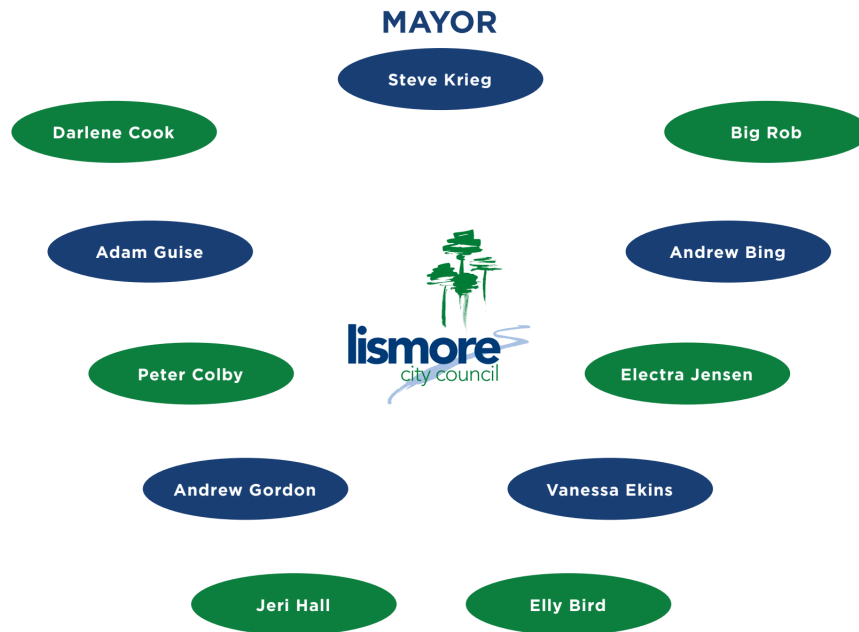 MAYOR
Steve Krieg
Darlene Cook
Big Rob
Adam Guise
Andrew Bing
lismore
city council
Peter Colby
Electra Jensen
Andrew Gordon
Vanessa Ekins
Jeri Hall
Elly Bird